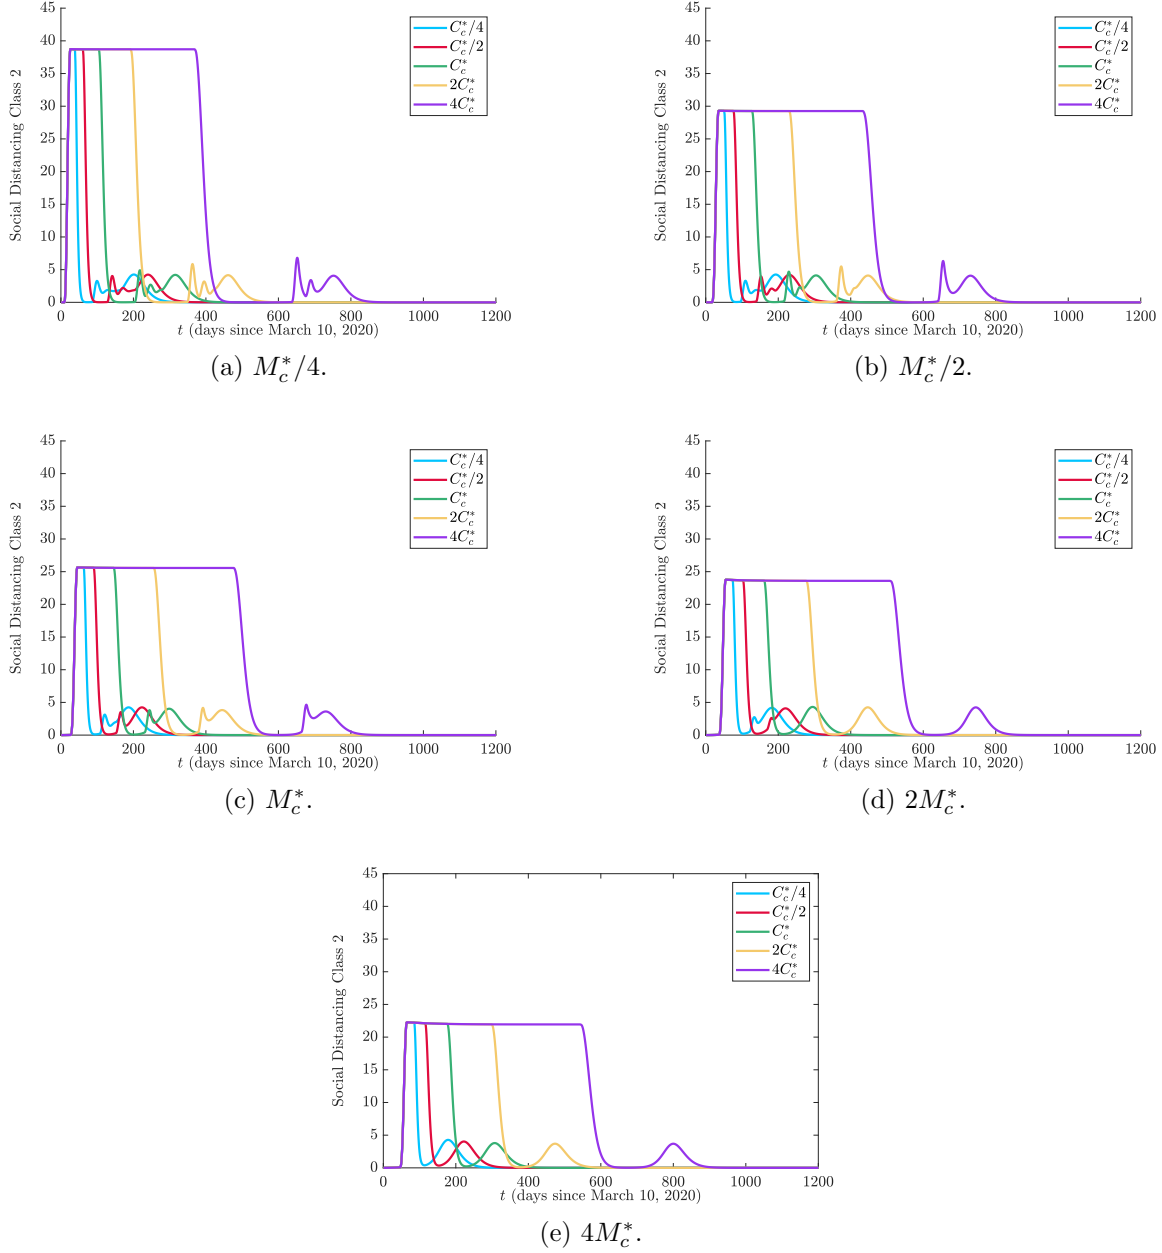 45
40
35
30
25
20
15
10
5
0
Social Distancing Class 2
0 200 400 600 800 1000 1200
t (days since March 10, 2020)
C*c/4
C*c/2
C*c
2C*c
4C*c
(a) M*c/4.
45
40
35
30
25
20
15
10
5
0
Social Distancing Class 2
0 200 400 600 800 1000 1200
t (days since March 10, 2020)
C*c/4
C*c/2
C*c
2C*c
4C*c
(b) M*c/2.
45
40
35
30
25
20
15
10
5
0
Social Distancing Class 2
0 200 400 600 800 1000 1200
t (days since March 10, 2020)
C*c/4
C*c/2
C*c
2C*c
4C*c
(c) M*c.
45
40
35
30
25
20
15
10
5
0
Social Distancing Class 2
0 200 400 600 800 1000 1200
t (days since March 10, 2020)
C*c/4
C*c/2
C*c
2C*c
4C*c
(d) 2M*c.
45
40
35
30
25
20
15
10
5
0
Social Distancing Class 2
0 200 400 600 800 1000 1200
t (days since March 10, 2020)
C*c/4
C*c/2
C*c
2C*c
4C*c
(e) 4M*c.